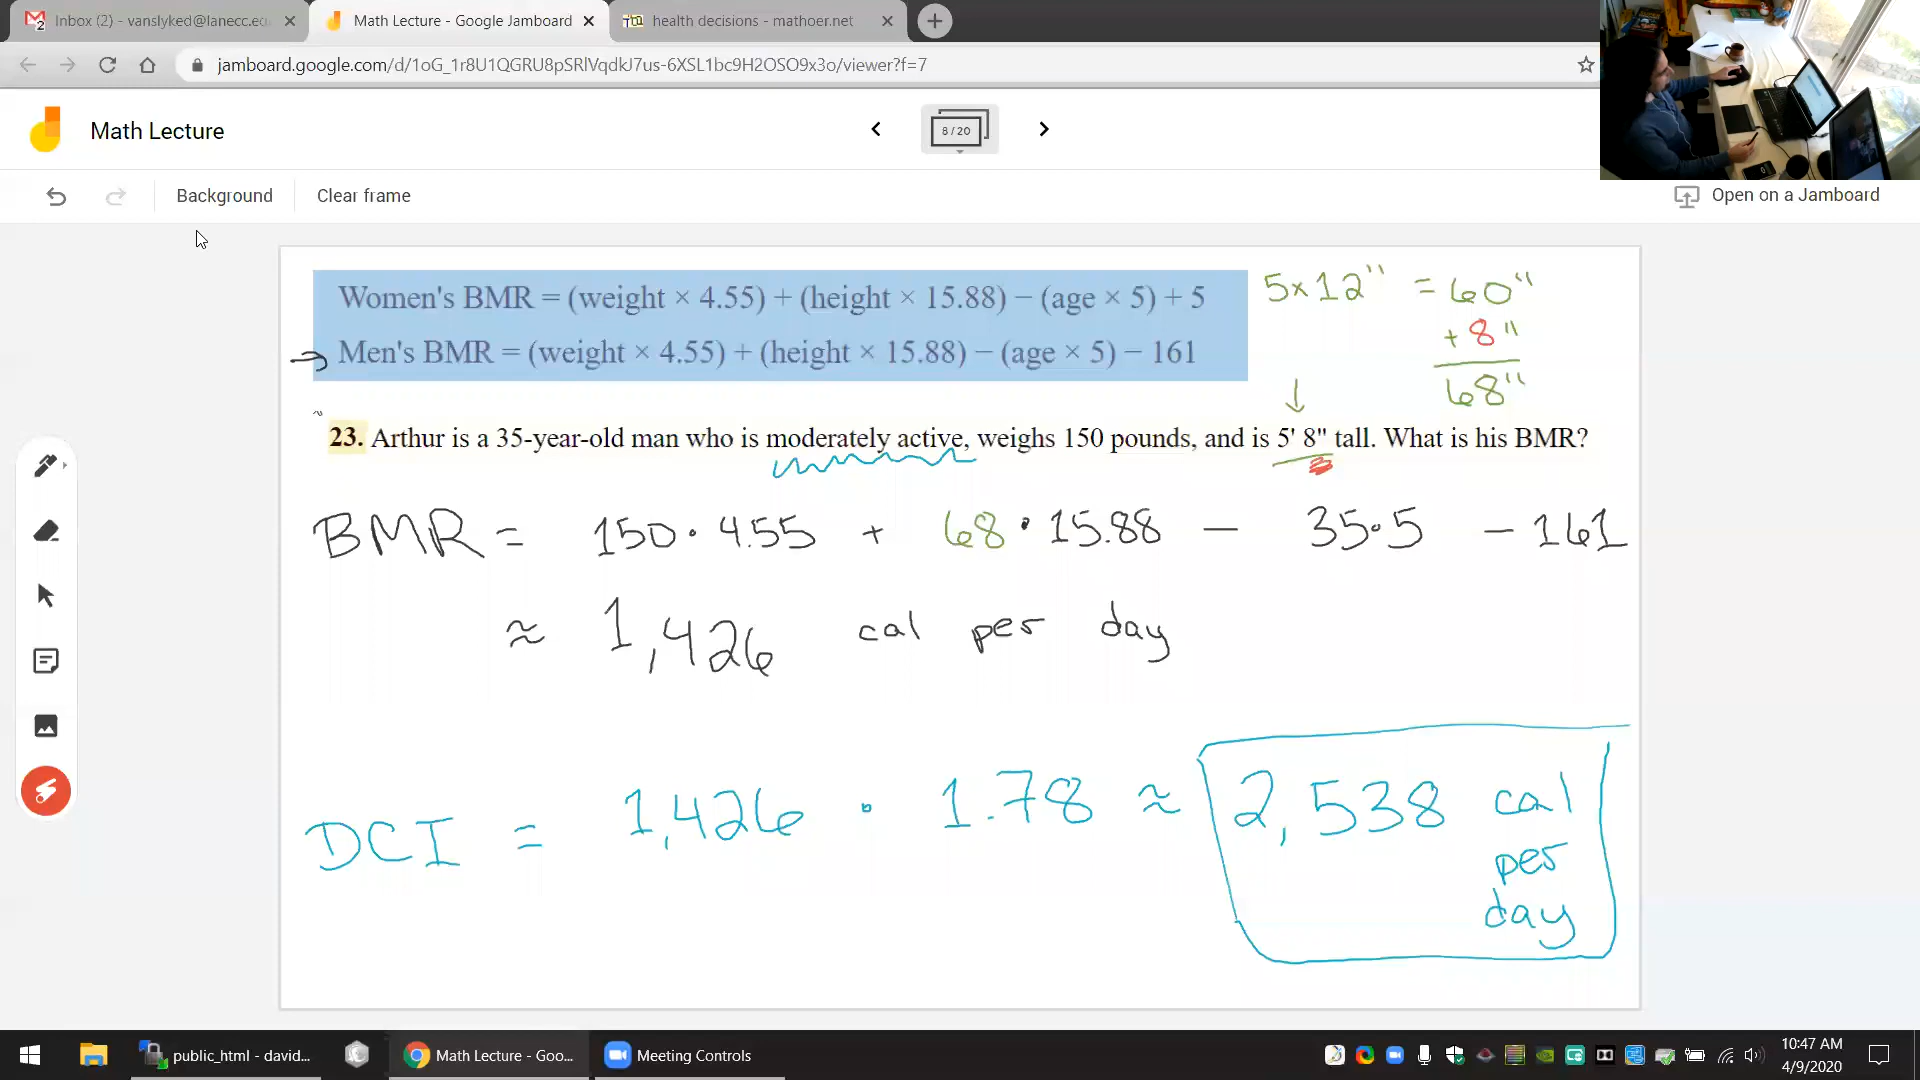 Inbox (2) - vanslyked@lanecc.eu
Math Lecture - Google Jamboard
health decisions - mathoer.net
jamboard.google.com/d/1oG_1r8U1QGRU8pSRlVqdkJ7us-6XSL1bc9H2OSO9x3o/viewer?f=7
Math Lecture
8 / 20
Background
Clear frame
Open on a Jamboard
Women's BMR = (weight × 4.55) + (height × 15.88) − (age × 5) + 5
Men's BMR = (weight × 4.55) + (height × 15.88) − (age × 5) − 161
5x12" = 60"
+ 8"
68"
23. Arthur is a 35-year-old man who is moderately active, weighs 150 pounds, and is 5' 8" tall. What is his BMR?
BMR = 150 · 4.55 + 68 · 15.88 − 35·5 − 161
≈ 1,426 cal per day
DCI = 1,426 · 1.78 ≈ 2,538 cal
per
day
public_html - david...
Math Lecture - Goo...
Meeting Controls
10:47 AM
4/9/2020